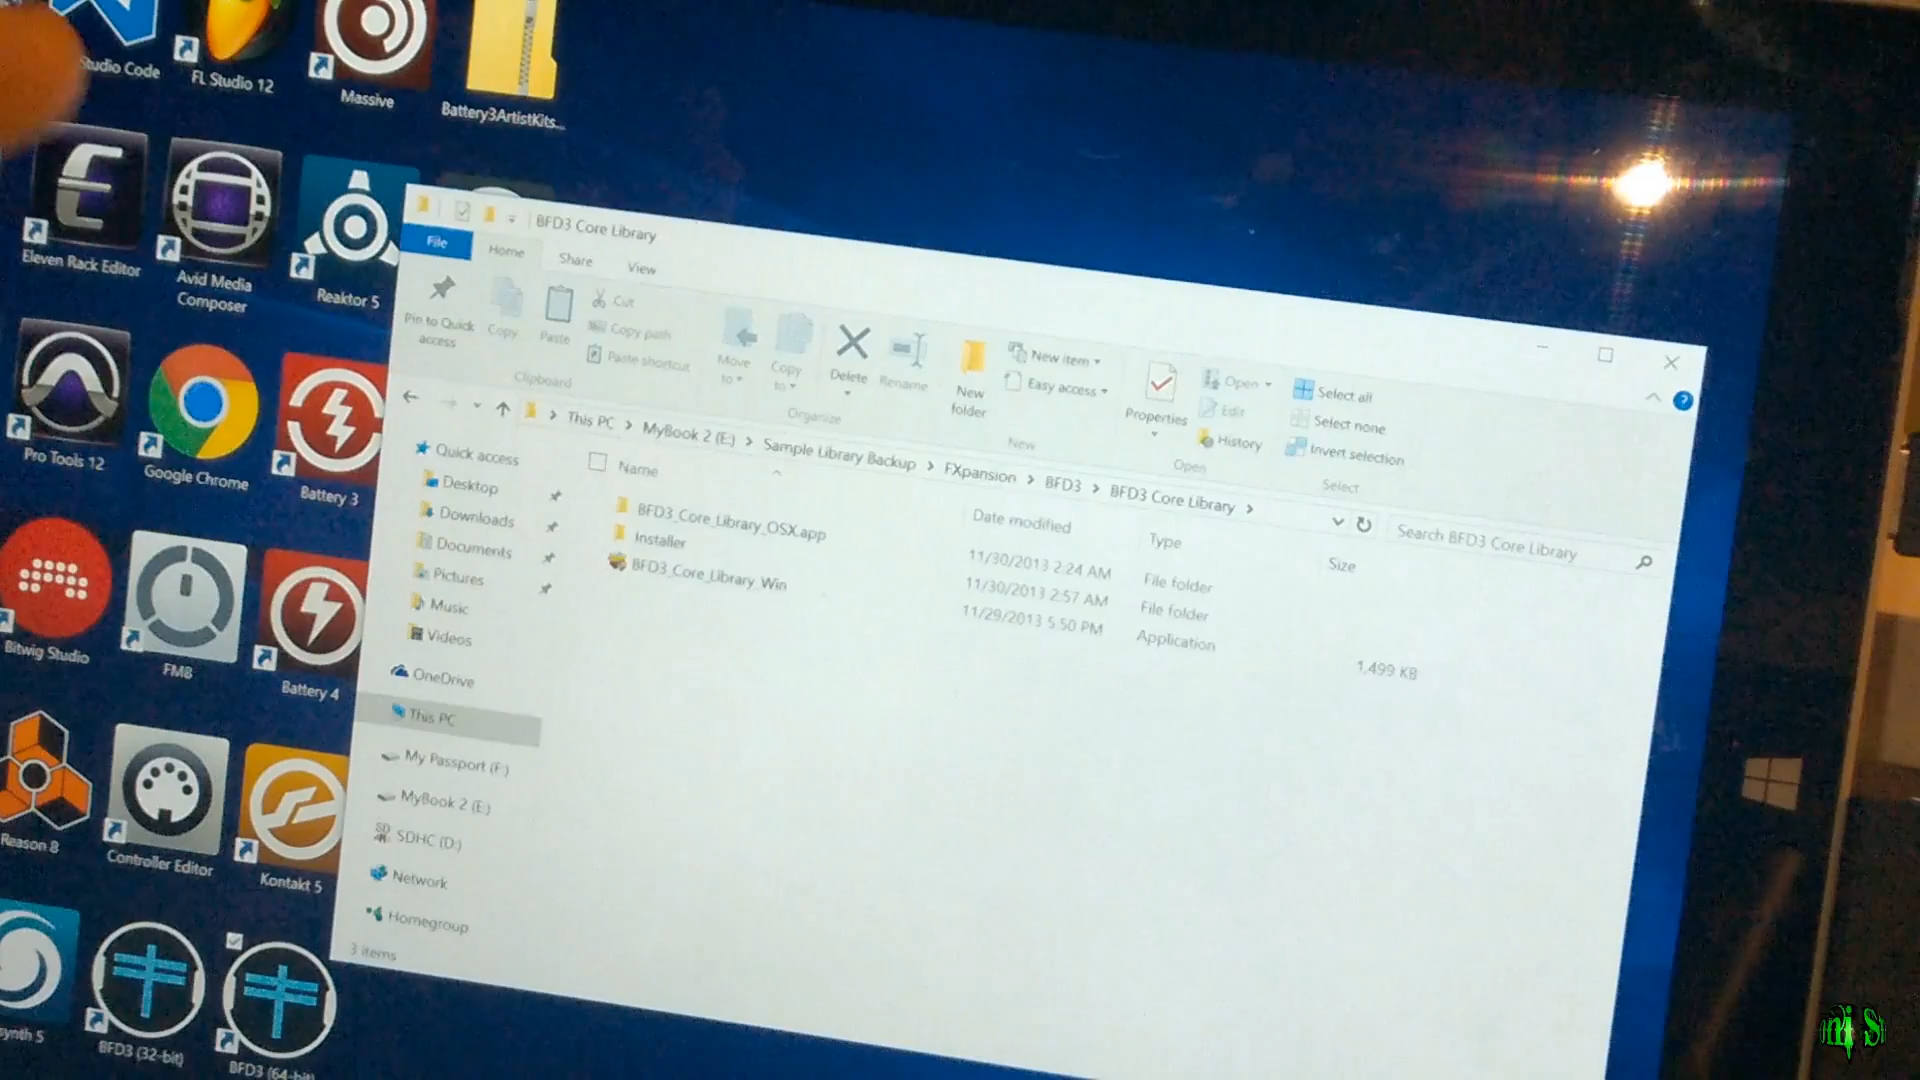 Studio Code
FL Studio 12
Massive
Battery3ArtistKits...
Eleven Rack Editor
Avid Media
Composer
Reaktor 5
Pro Tools 12
Google Chrome
Battery 3
Bitwig Studio
FM8
Battery 4
Reason 8
Controller Editor
Kontakt 5
synth 5
BFD3 (32-bit)
BFD3 (64-bit)
BFD3 Core Library
File
Home
Share
View
Pin to Quick
access
Copy
Paste
Cut
Copy path
Paste shortcut
Clipboard
Move
to
Copy
to
Delete
Rename
Organize
New
folder
New item
Easy access
New
Properties
Open
Edit
History
Open
Select all
Select none
Invert selection
Select
This PC > MyBook 2 (E:) > Sample Library Backup > FXpansion > BFD3 > BFD3 Core Library >
Search BFD3 Core Library
Quick access
Desktop
Downloads
Documents
Pictures
Music
Videos
OneDrive
This PC
My Passport (F:)
MyBook 2 (E:)
SDHC (D:)
Network
Homegroup
3 items
Name
Date modified
Type
Size
BFD3_Core_Library_OSX.app
11/30/2013 2:24 AM
File folder
Installer
11/30/2013 2:57 AM
File folder
BFD3_Core_Library_Win
11/29/2013 5:50 PM
Application
1,499 KB